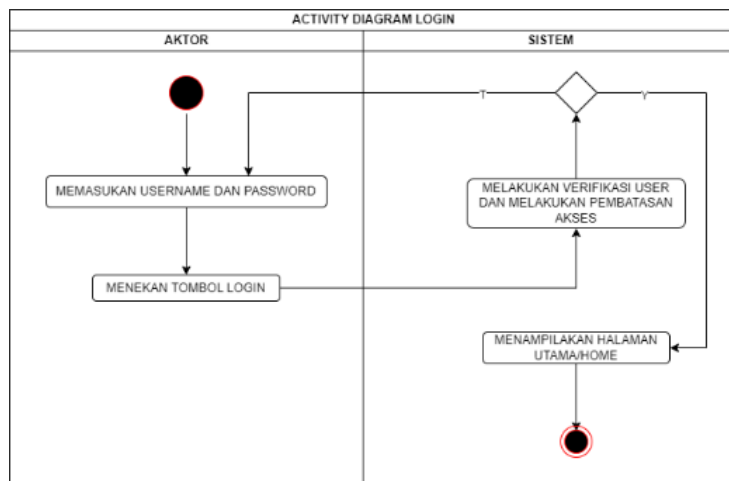 ACTIVITY DIAGRAM LOGIN
AKTOR
SISTEM
T
Y
MEMASUKAN USERNAME DAN PASSWORD
MELAKUKAN VERIFIKASI USER
DAN MELAKUKAN PEMBATASAN
AKSES
MENEKAN TOMBOL LOGIN
MENAMPILAKAN HALAMAN
UTAMA/HOME